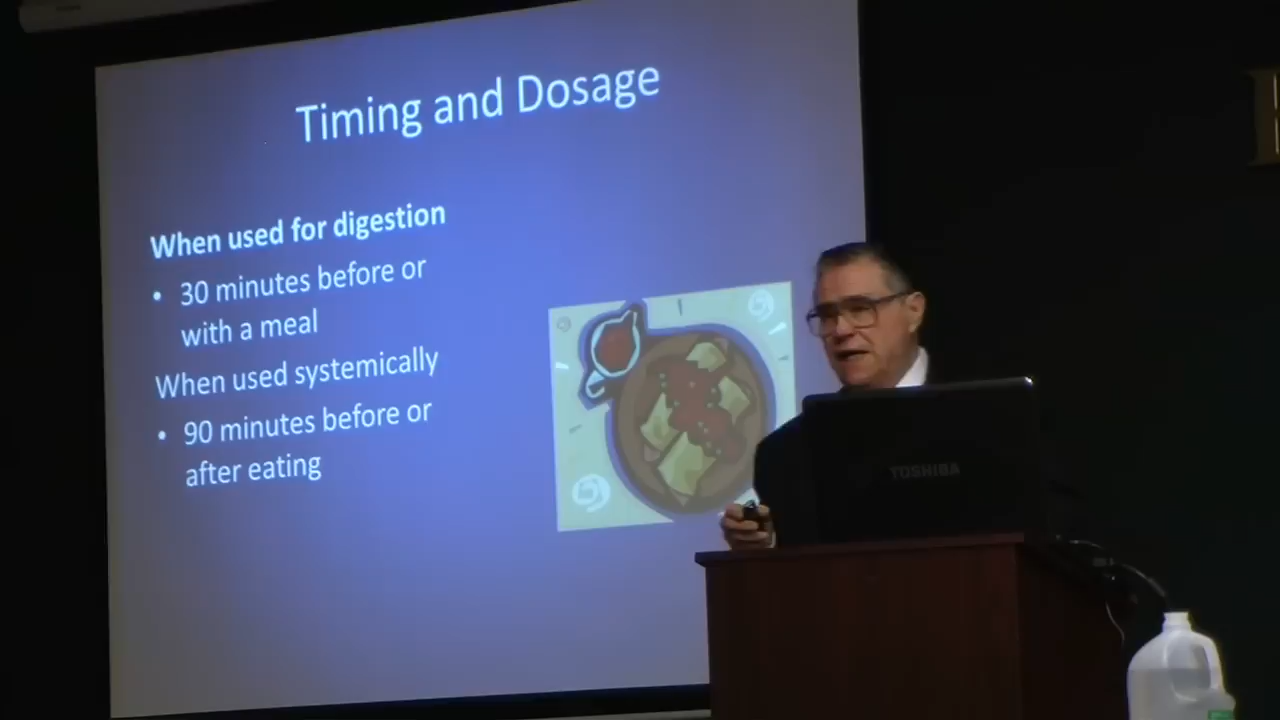 Timing and Dosage
When used for digestion
• 30 minutes before or
with a meal
When used systemically
• 90 minutes before or
after eating
TOSHIBA